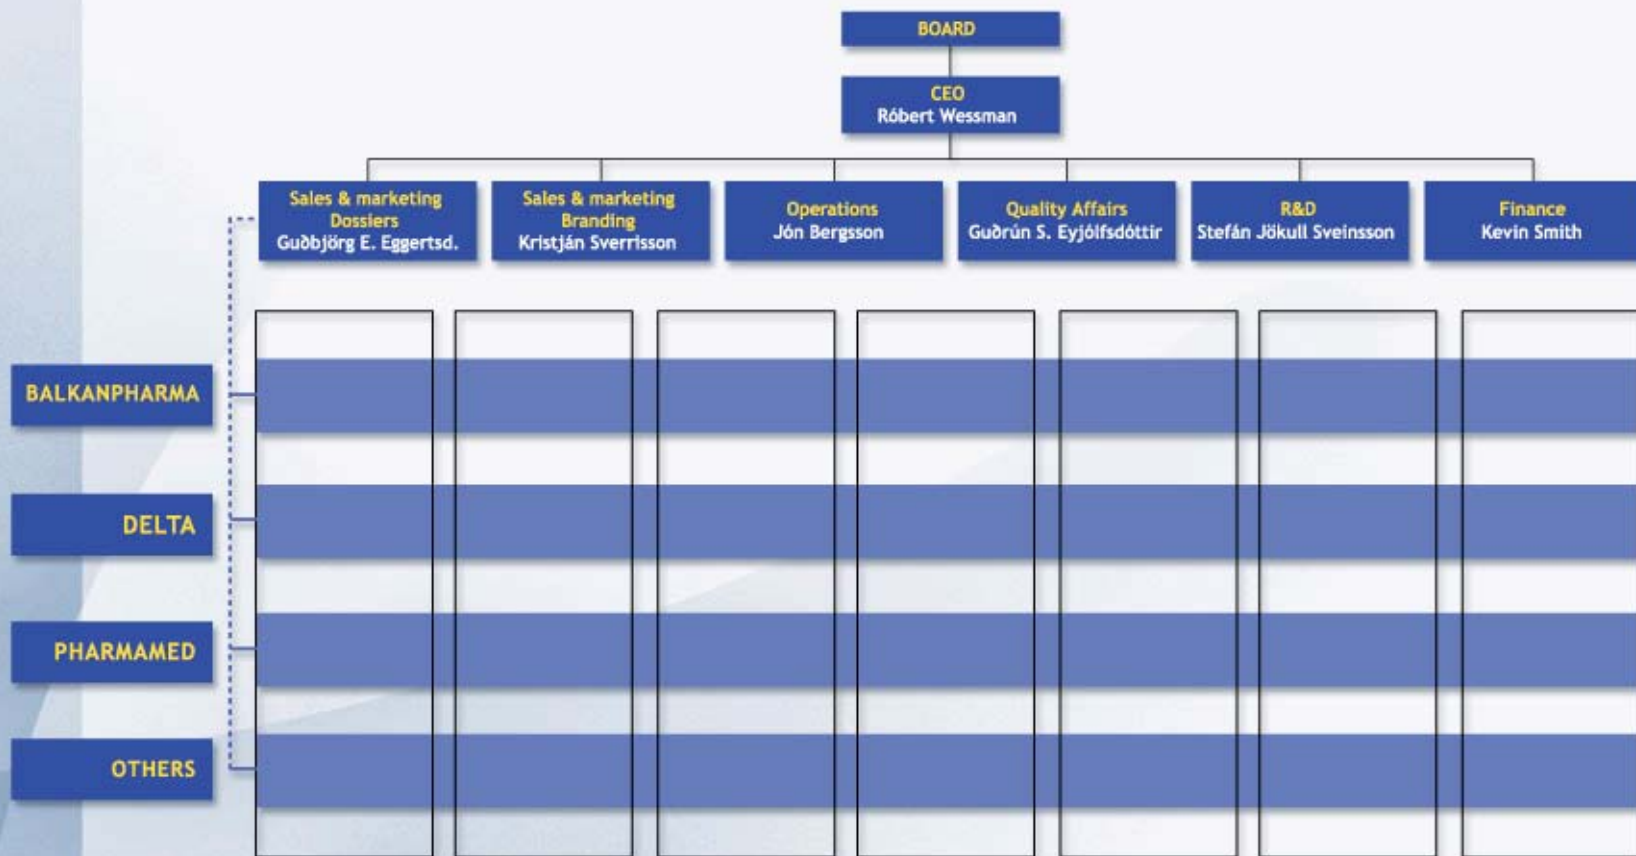 BOARD
CEO
Róbert Wessman
Sales & marketing
Dossiers
Guðbjörg E. Eggertsd.
Sales & marketing
Branding
Kristján Sverrisson
Operations
Jón Bergsson
Quality Affairs
Guðrún S. Eyjólfsdóttir
R&D
Stefán Jökull Sveinsson
Finance
Kevin Smith
BALKANPHARMA
DELTA
PHARMAMED
OTHERS